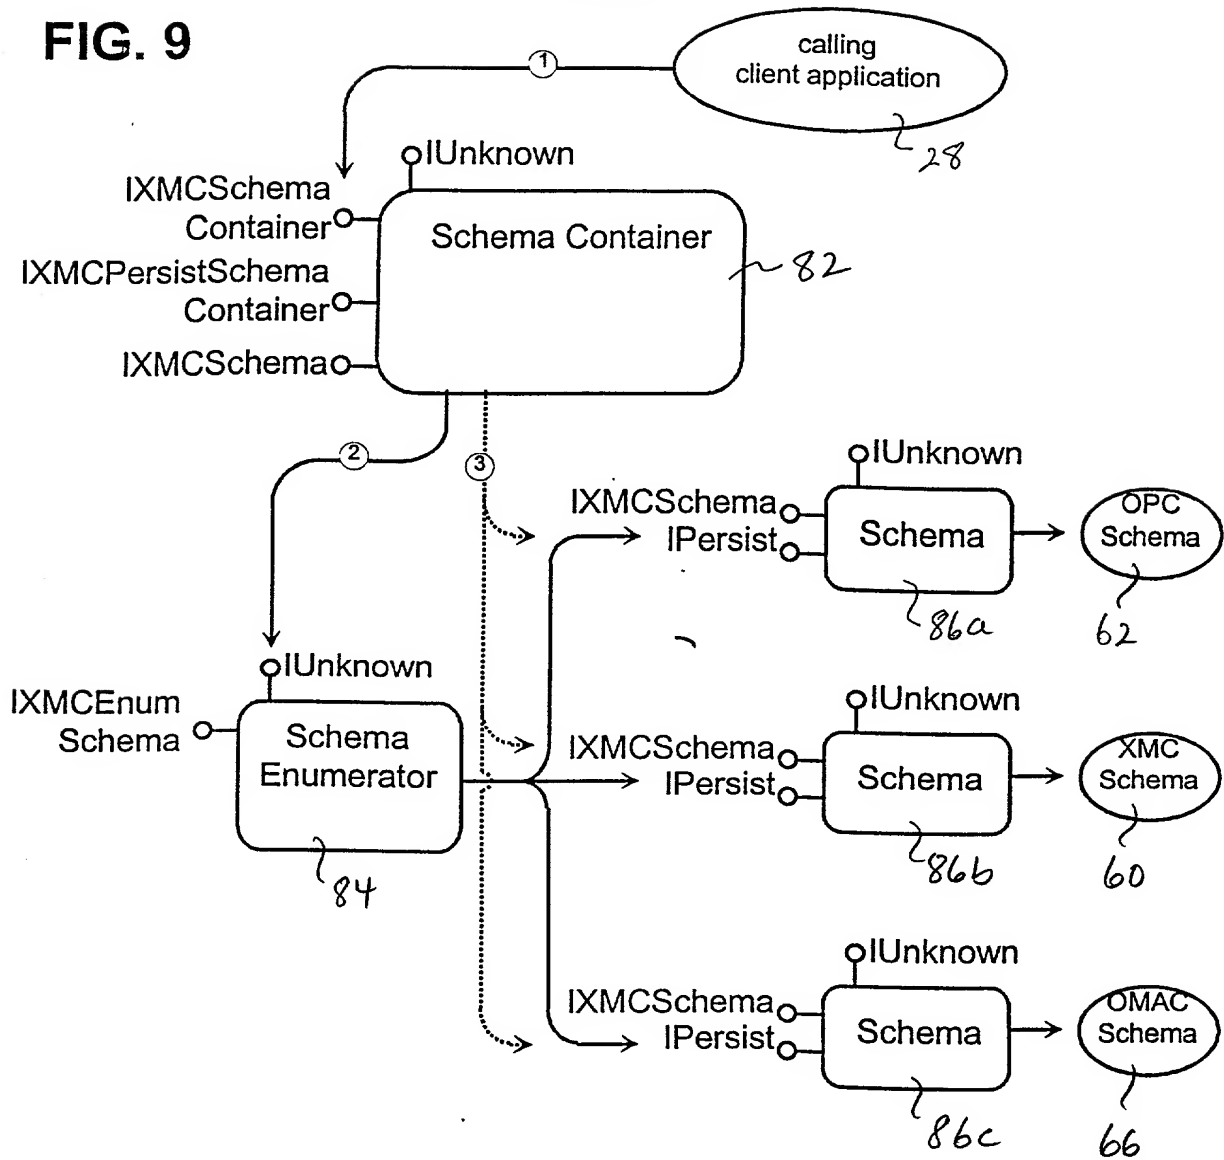 FIG. 9
calling
client application
28
1
IUnknown
IXMCSchema
Container
IXMCPersistSchema
Container
IXMCSchema
Schema Container
82
2
3
IUnknown
IXMCSchema
IPersist
Schema
86a
OPC
Schema
62
IUnknown
IXMCEnum
Schema
Schema
Enumerator
84
IUnknown
IXMCSchema
IPersist
Schema
86b
XMC
Schema
60
IUnknown
IXMCSchema
IPersist
Schema
86c
OMAC
Schema
66